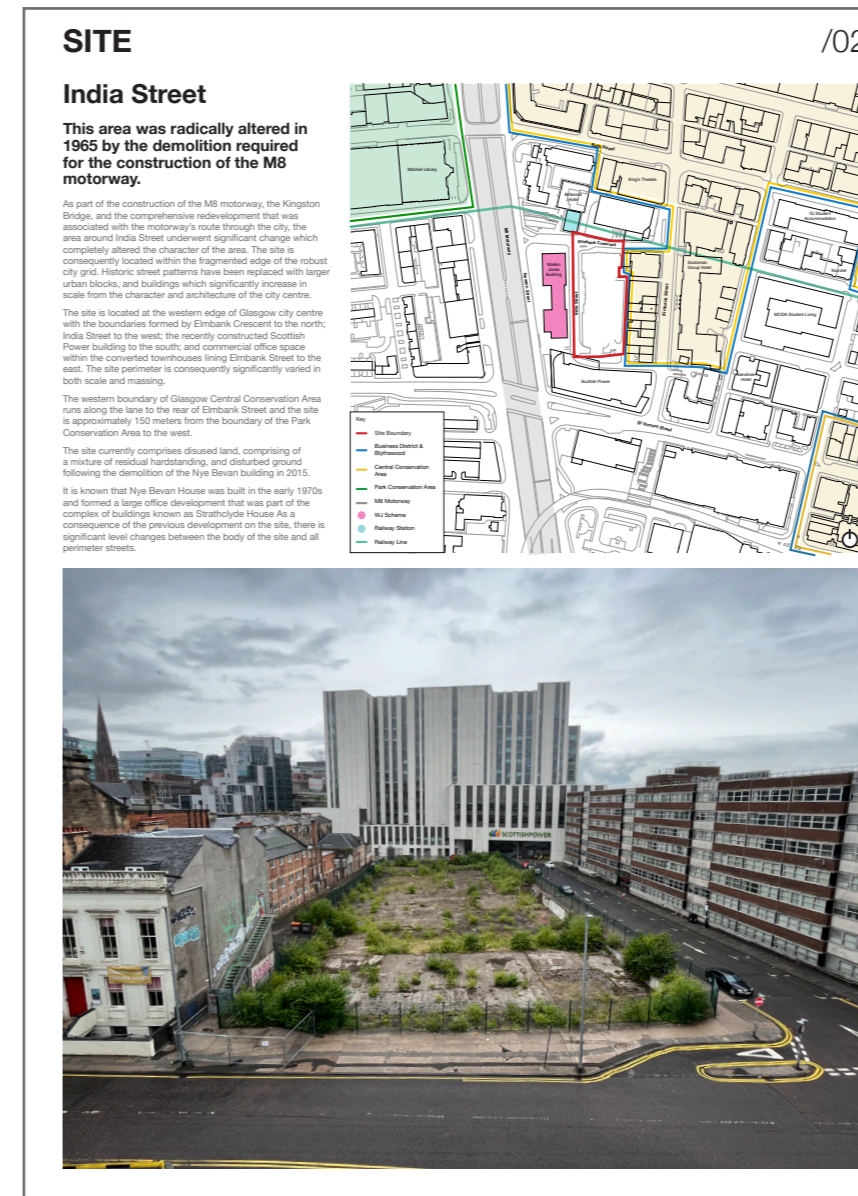 SITE
/02
India Street
This area was radically altered in
1965 by the demolition required
for the construction of the M8
motorway.
As part of the construction of the M8 motorway, the Kingston
Bridge, and the comprehensive redevelopment that was
associated with the motorway's route through the city, the
area around India Street underwent significant change which
completely altered the character of the area. The site is
consequently located within the fragmented edge of the robust
city grid. Historic street patterns have been replaced with larger
urban blocks, and buildings which significantly increase in
scale from the character and architecture of the city centre.
The site is located at the western edge of Glasgow city centre
with the boundaries formed by Elmbank Crescent to the north;
India Street to the west; the recently constructed Scottish
Power building to the south; and commercial office space
within the converted townhouses lining Elmbank Street to the
east. The site perimeter is consequently significantly varied in
both scale and massing.
The western boundary of Glasgow Central Conservation Area
runs along the lane to the rear of Elmbank Street and the site
is approximately 150 meters from the boundary of the Park
Conservation Area to the west.
The site currently comprises disused land, comprising of
a mixture of residual hardstanding, and disturbed ground
following the demolition of the Nye Bevan building in 2015.
It is known that Nye Bevan House was built in the early 1970s
and formed a large office development that was part of the
complex of buildings known as Strathclyde House As a
consequence of the previous development on the site, there is
significant level changes between the body of the site and all
perimeter streets.
Mitchell Library
King's Theatre
Elmbank Crescent
M8 Motorway
India Street
Elmbank Street
Scottish Power
MODA Student Living
St Vincent Street
Key
Site Boundary
Business District &
Blythswood
Central Conservation
Area
Park Conservation Area
M8 Motorway
WJ Scheme
Railway Station
Railway Line
SCOTTISHPOWER